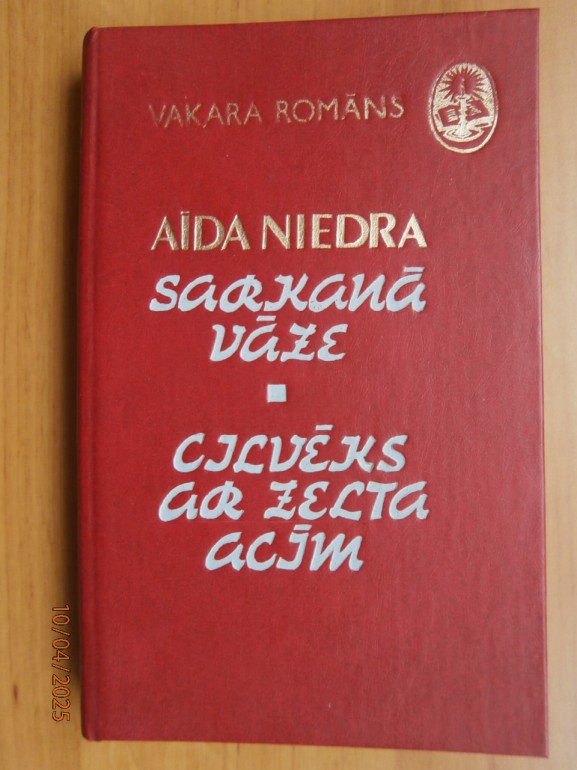 VAKARA ROMĀNS
AĪDA NIEDRA
SARKANĀ
VĀZE
CILVĒKS
AR ZELTA
ACĪM
10/04/2025